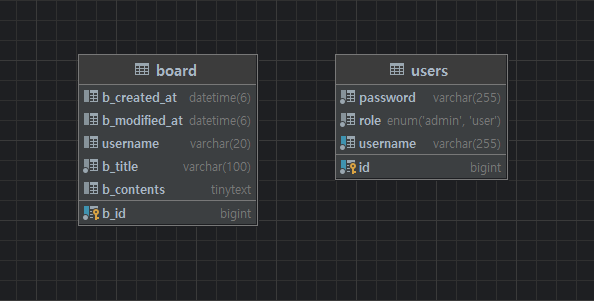 board
b_created_at datetime(6)
b_modified_at datetime(6)
username varchar(20)
b_title varchar(100)
b_contents tinytext
b_id bigint
users
password varchar(255)
role enum('admin', 'user')
username varchar(255)
id bigint